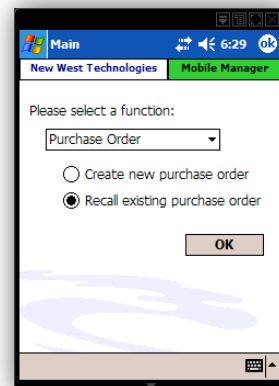 Main 6:29 ok
New West Technologies Mobile Manager
Please select a function:
Purchase Order
Create new purchase order
Recall existing purchase order
OK